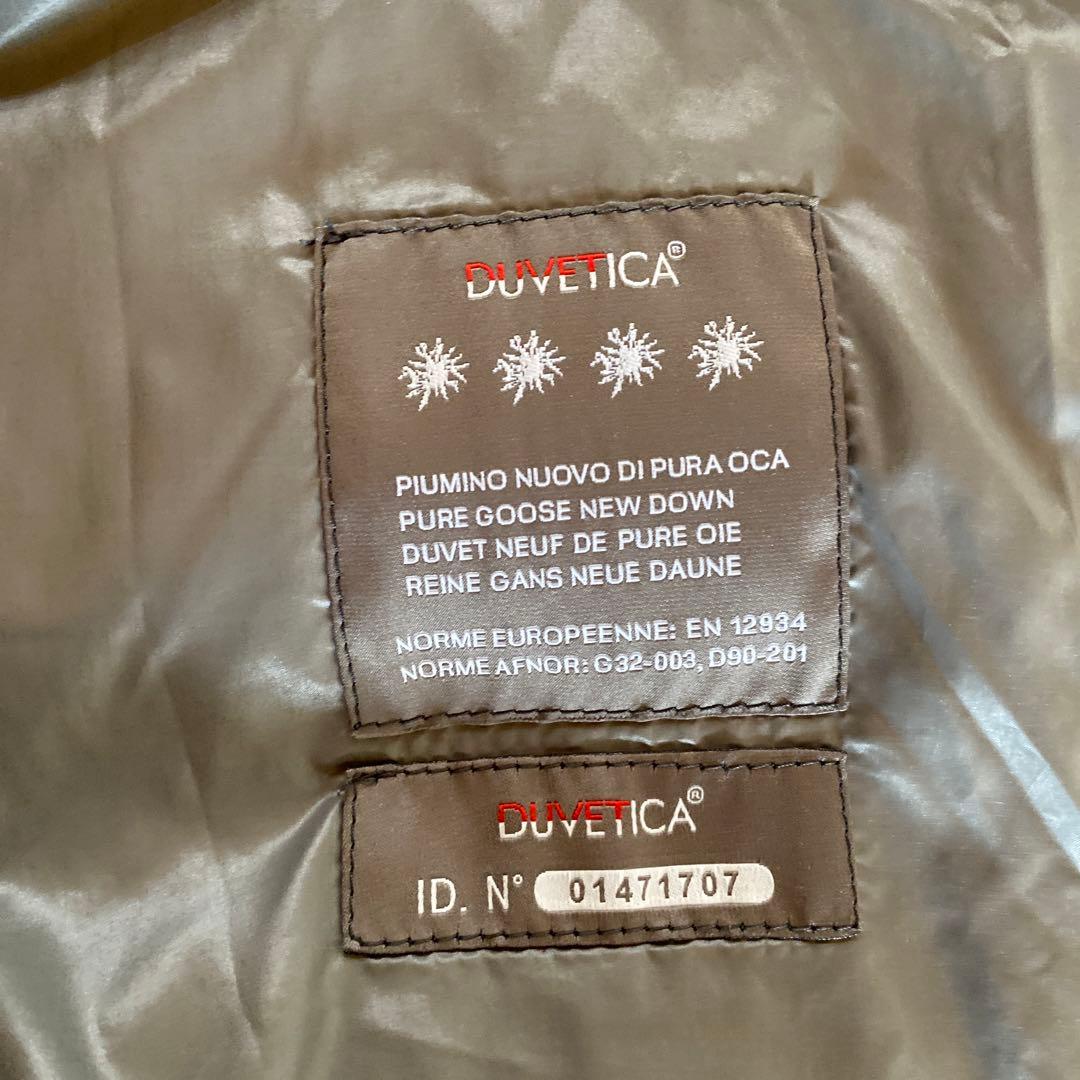 DUVETICA®
PIUMINO NUOVO DI PURA OCA
PURE GOOSE NEW DOWN
DUVET NEUF DE PURE OIE
REINE GANS NEUE DAUNE
NORME EUROPEENNE: EN 12934
NORME AFNOR: G32-003, D90-201
DUVETICA®
ID. N° 01471707